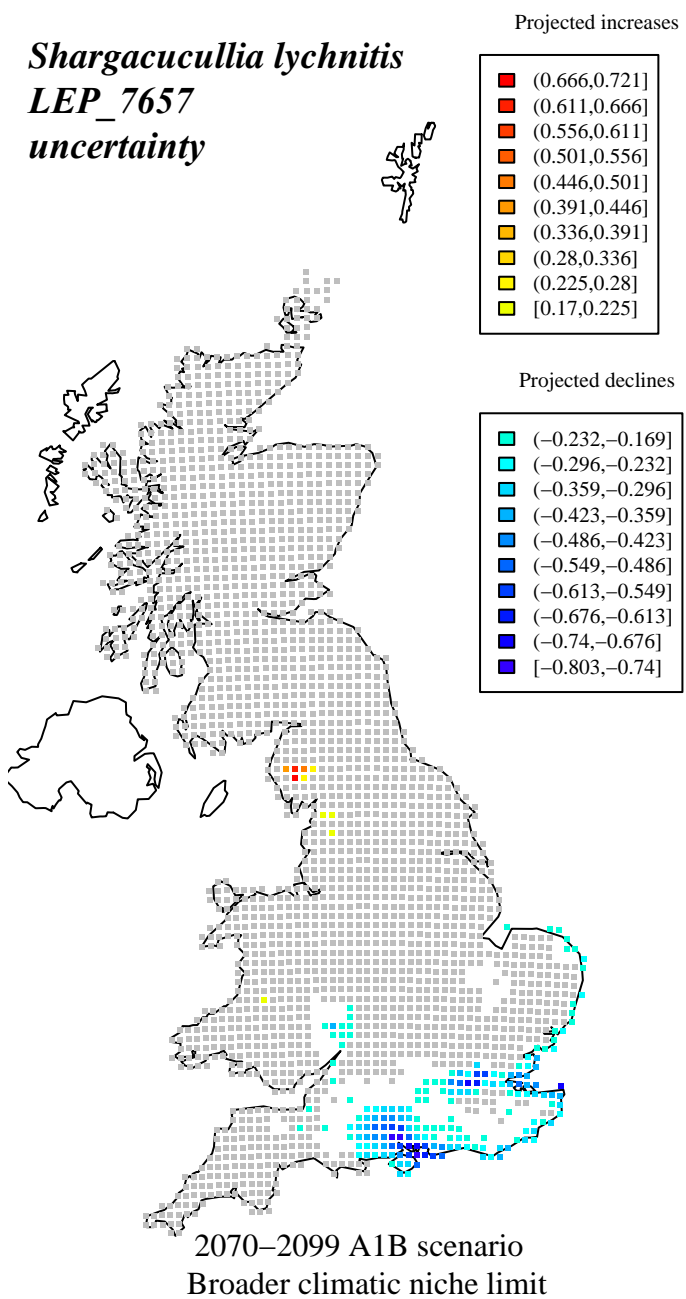 Shargacucullia lychnitis
LEP_7657
uncertainty
Projected increases
(0.666,0.721]
(0.611,0.666]
(0.556,0.611]
(0.501,0.556]
(0.446,0.501]
(0.391,0.446]
(0.336,0.391]
(0.28,0.336]
(0.225,0.28]
[0.17,0.225]
Projected declines
(−0.232,−0.169]
(−0.296,−0.232]
(−0.359,−0.296]
(−0.423,−0.359]
(−0.486,−0.423]
(−0.549,−0.486]
(−0.613,−0.549]
(−0.676,−0.613]
(−0.74,−0.676]
[−0.803,−0.74]
2070−2099 A1B scenario
Broader climatic niche limit